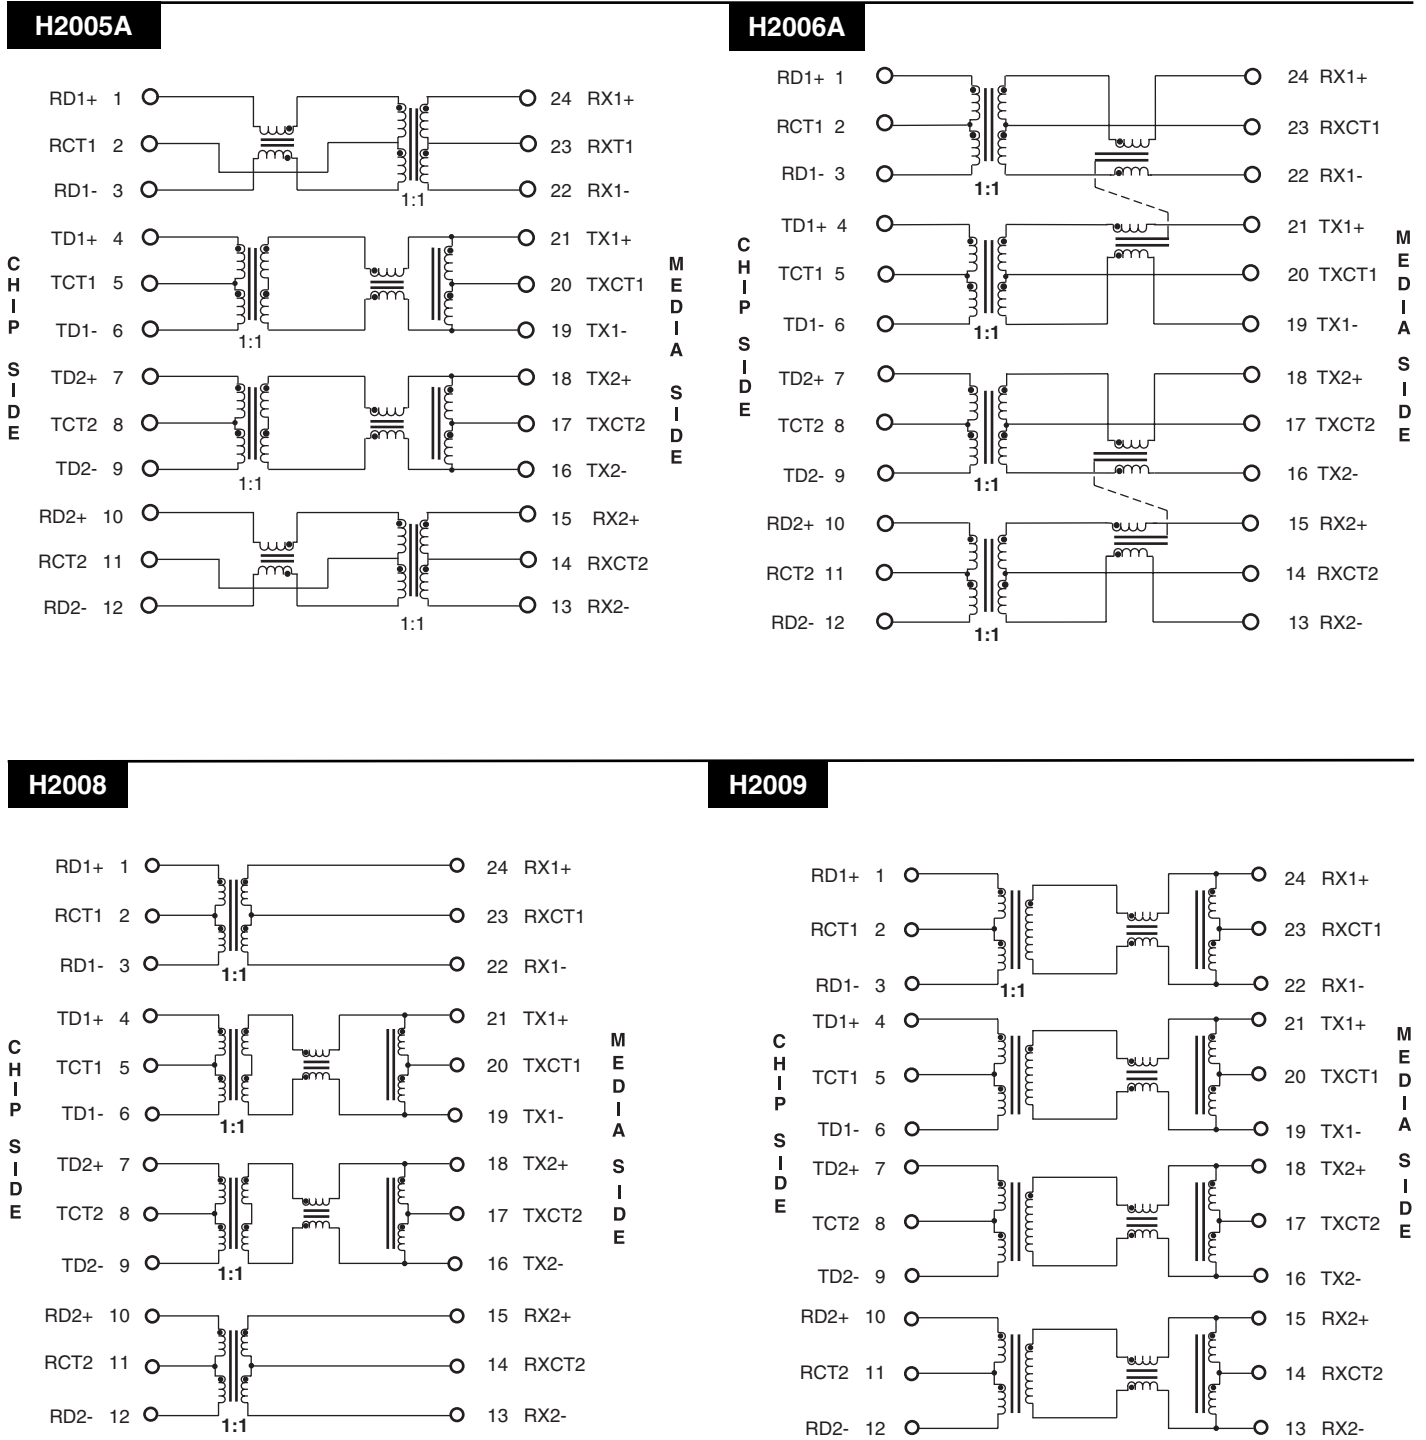 H2005A
RD1+ 1
RCT1 2
RD1- 3
24 RX1+
23 RXT1
22 RX1-
1:1
TD1+ 4
TCT1 5
TD1- 6
21 TX1+
20 TXCT1
19 TX1-
1:1
TD2+ 7
TCT2 8
TD2- 9
18 TX2+
17 TXCT2
16 TX2-
1:1
RD2+ 10
RCT2 11
RD2- 12
15 RX2+
14 RXCT2
13 RX2-
1:1
CHIP SIDE
MEDIA SIDE
H2006A
RD1+ 1
RCT1 2
RD1- 3
24 RX1+
23 RXCT1
22 RX1-
1:1
TD1+ 4
TCT1 5
TD1- 6
21 TX1+
20 TXCT1
19 TX1-
1:1
TD2+ 7
TCT2 8
TD2- 9
18 TX2+
17 TXCT2
16 TX2-
1:1
RD2+ 10
RCT2 11
RD2- 12
15 RX2+
14 RXCT2
13 RX2-
1:1
CHIP SIDE
MEDIA SIDE
H2008
RD1+ 1
RCT1 2
RD1- 3
24 RX1+
23 RXCT1
22 RX1-
1:1
TD1+ 4
TCT1 5
TD1- 6
21 TX1+
20 TXCT1
19 TX1-
1:1
TD2+ 7
TCT2 8
TD2- 9
18 TX2+
17 TXCT2
16 TX2-
1:1
RD2+ 10
RCT2 11
RD2- 12
15 RX2+
14 RXCT2
13 RX2-
1:1
CHIP SIDE
MEDIA SIDE
H2009
RD1+ 1
RCT1 2
RD1- 3
24 RX1+
23 RXCT1
22 RX1-
1:1
TD1+ 4
TCT1 5
TD1- 6
21 TX1+
20 TXCT1
19 TX1-
TD2+ 7
TCT2 8
TD2- 9
18 TX2+
17 TXCT2
16 TX2-
RD2+ 10
RCT2 11
RD2- 12
15 RX2+
14 RXCT2
13 RX2-
CHIP SIDE
MEDIA SIDE